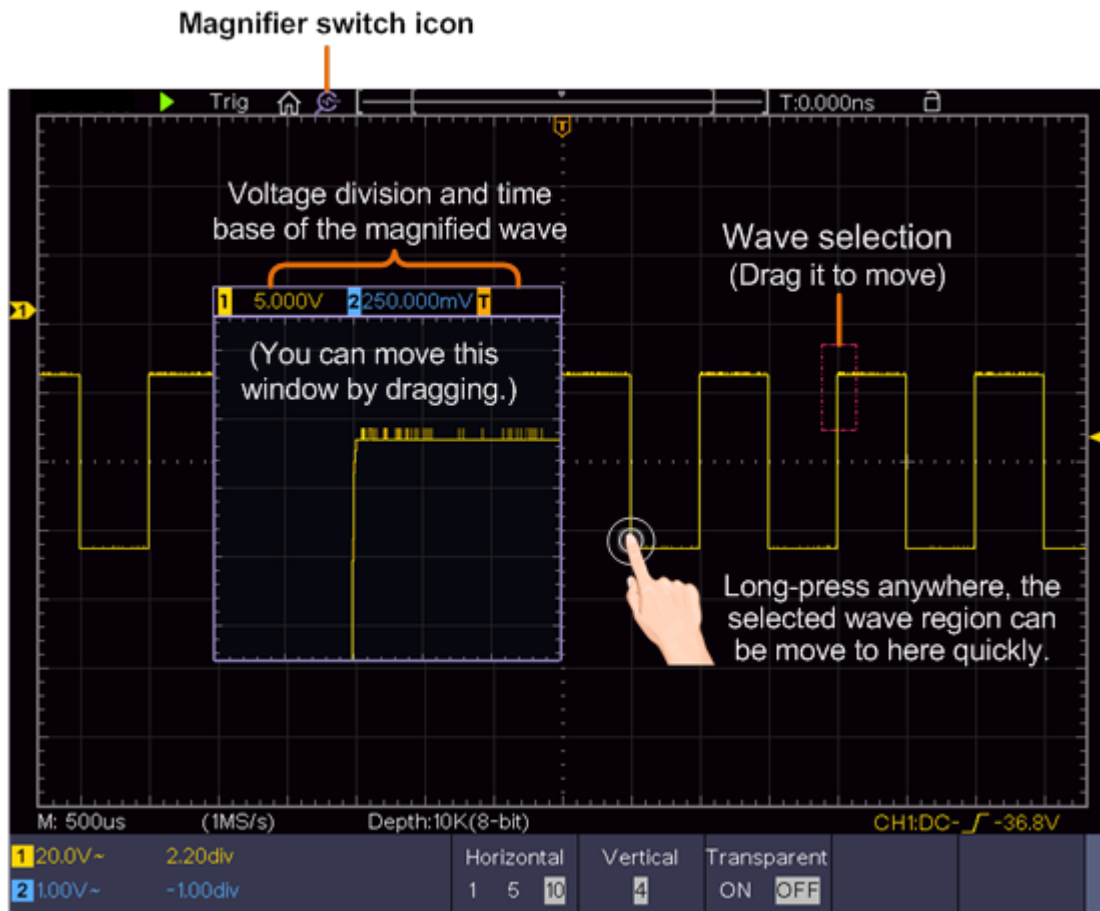 Magnifier switch icon
Trig
T:0.000ns
T
Voltage division and time
base of the magnified wave
Wave selection
(Drag it to move)
1
1 5.000V 2 250.000mV T
(You can move this
window by dragging.)
Long-press anywhere, the
selected wave region can
be move to here quickly.
M: 500us (1MS/s) Depth:10K(8-bit) CH1:DC- -36.8V
1 20.0V~ 2.20div Horizontal Vertical Transparent
2 1.00V~ -1.00div 1 5 10 4 ON OFF